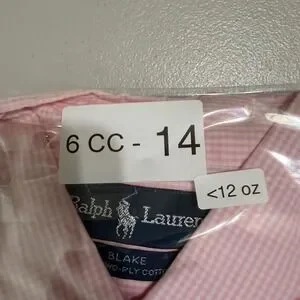 6 CC - 14
<12 oz
Ralph Lauren
BLAKE
TWO-PLY COTTON